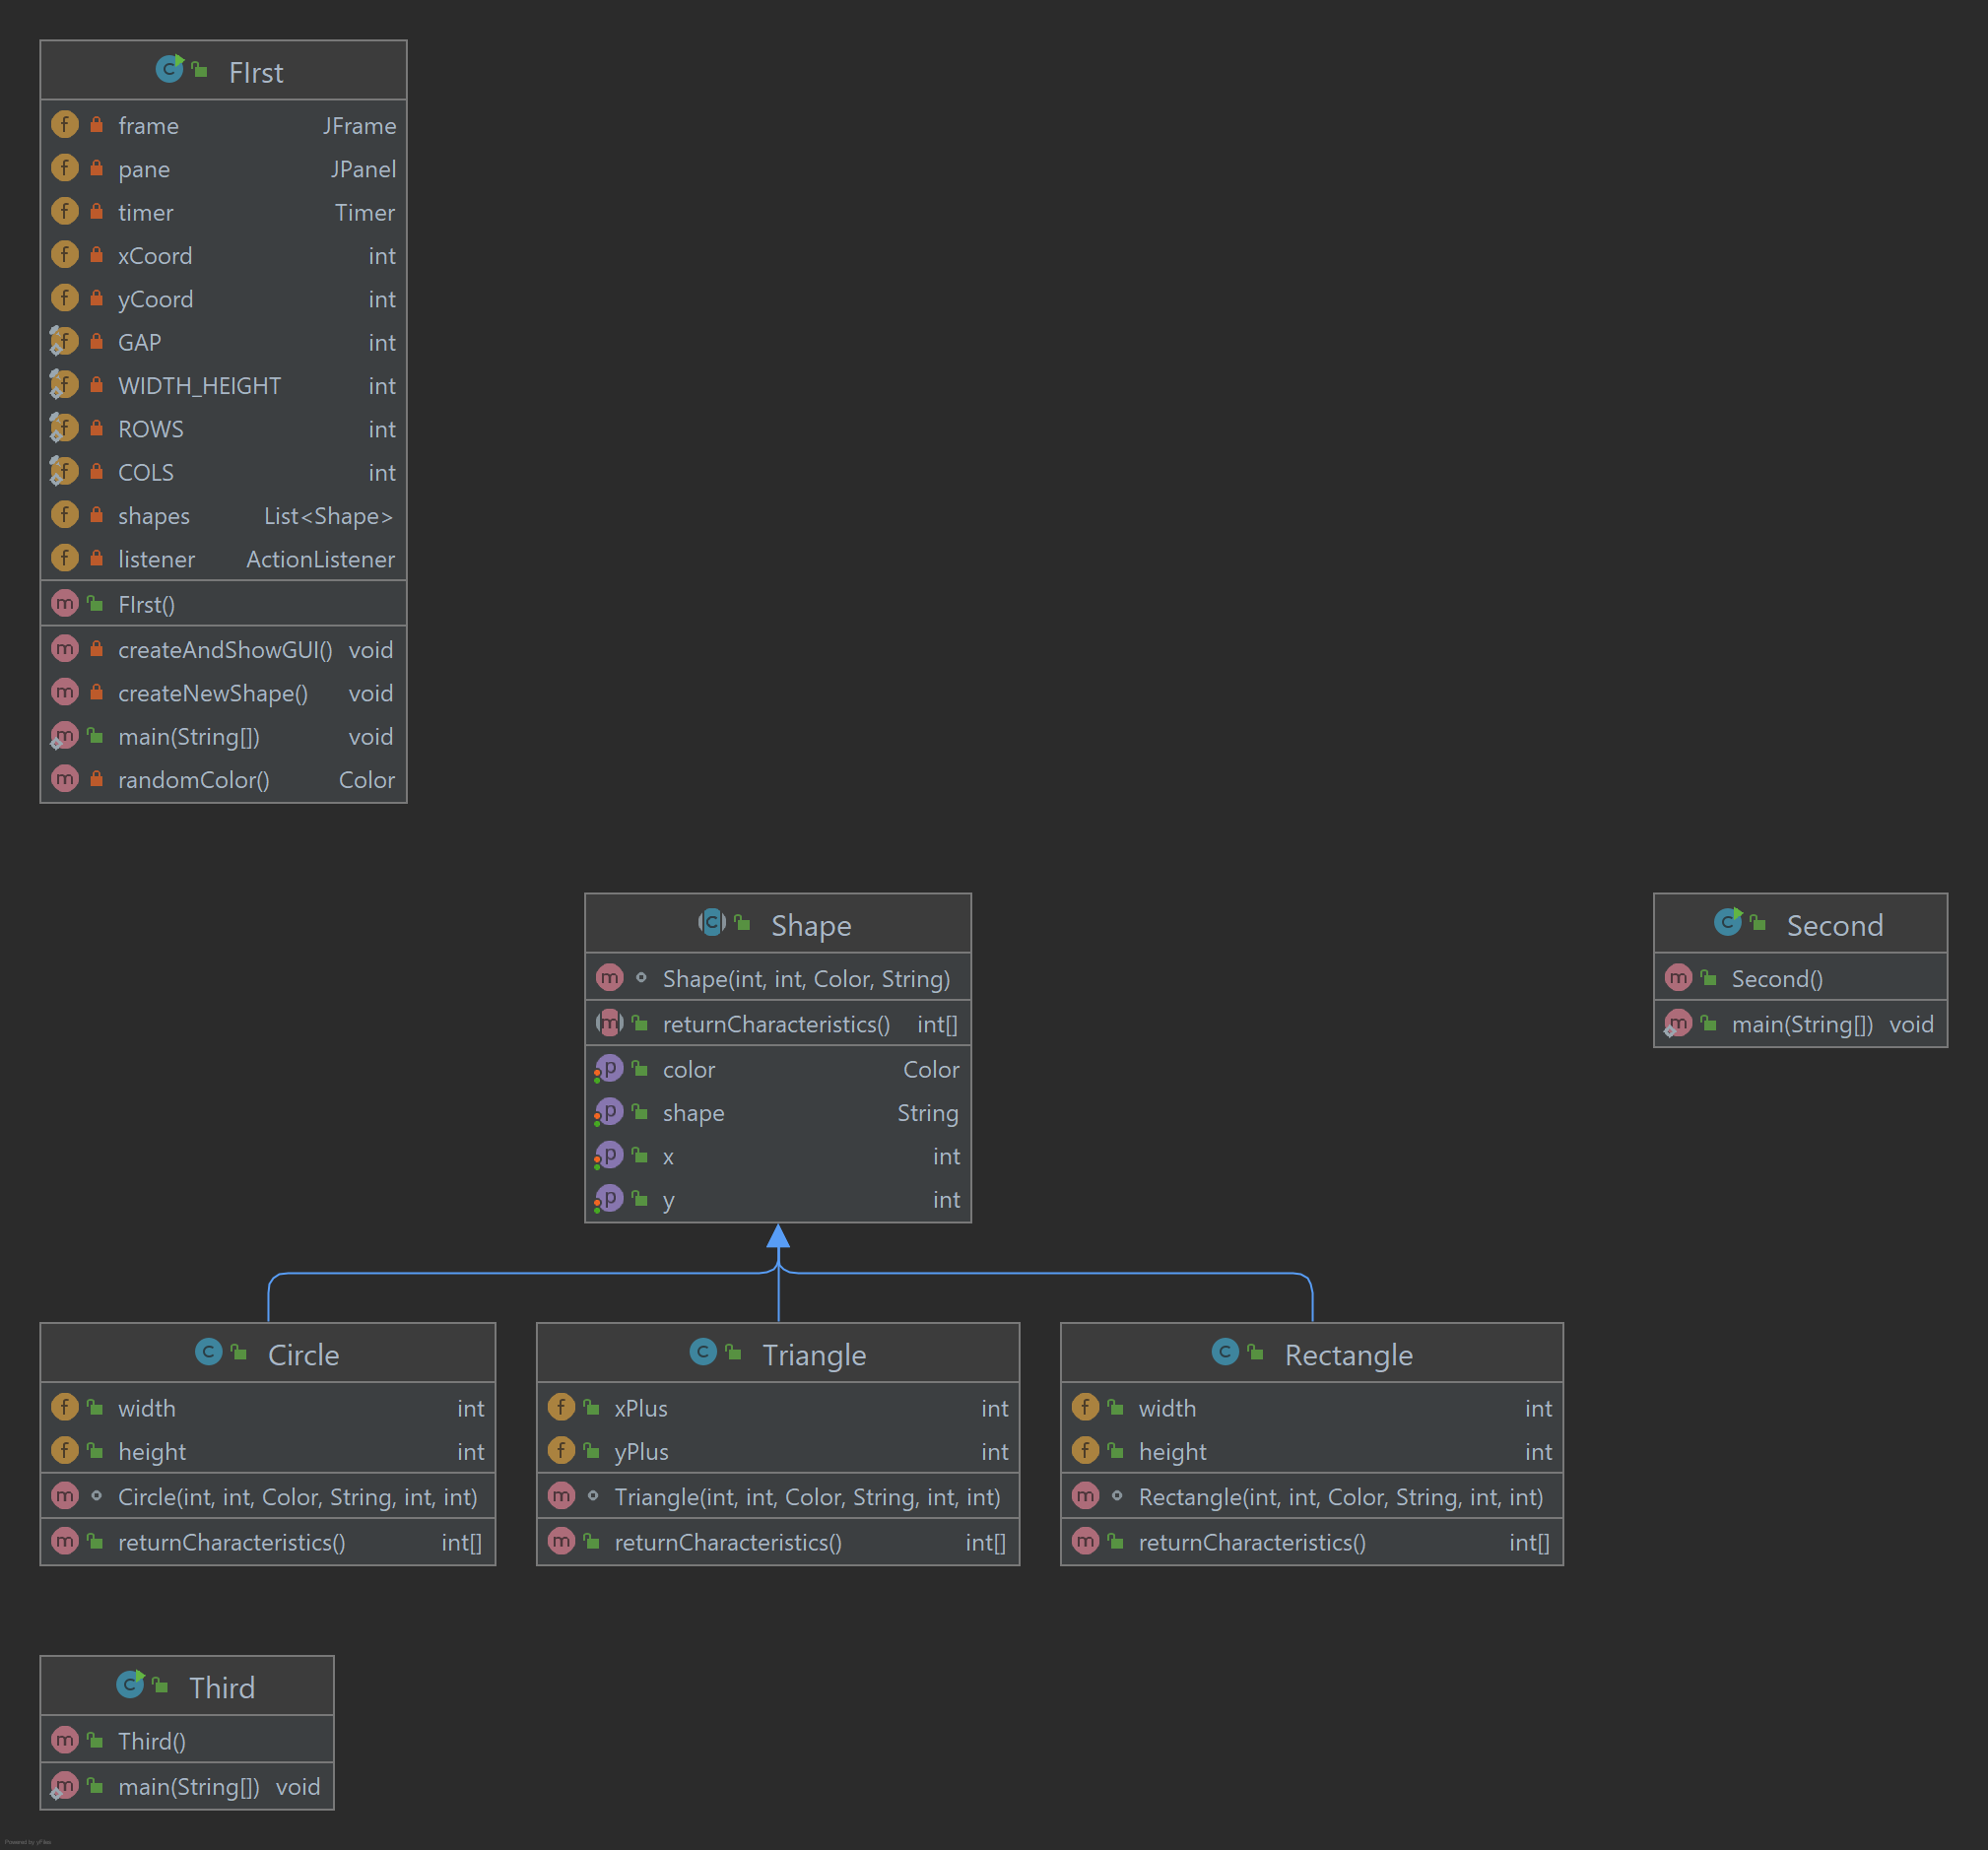 FIrst
frame JFrame
pane JPanel
timer Timer
xCoord int
yCoord int
GAP int
WIDTH_HEIGHT int
ROWS int
COLS int
shapes List<Shape>
listener ActionListener
FIrst()
createAndShowGUI() void
createNewShape() void
main(String[]) void
randomColor() Color
Shape
Shape(int, int, Color, String)
returnCharacteristics() int[]
color Color
shape String
x int
y int
Second
Second()
main(String[]) void
Circle
width int
height int
Circle(int, int, Color, String, int, int)
returnCharacteristics() int[]
Triangle
xPlus int
yPlus int
Triangle(int, int, Color, String, int, int)
returnCharacteristics() int[]
Rectangle
width int
height int
Rectangle(int, int, Color, String, int, int)
returnCharacteristics() int[]
Third
Third()
main(String[]) void
Powered by yFiles